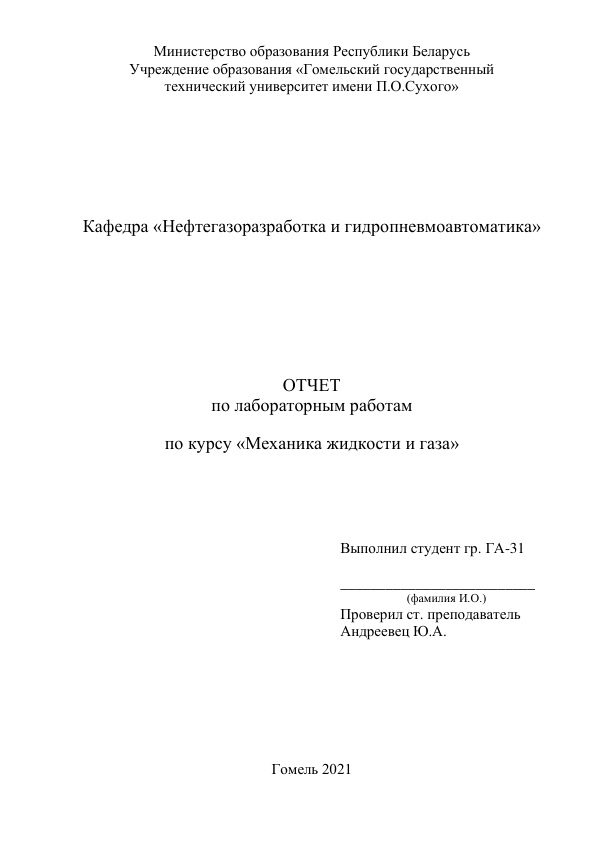 Министерство образования Республики Беларусь
Учреждение образования «Гомельский государственный
технический университет имени П.О.Сухого»
Кафедра «Нефтегазоразработка и гидропневмоавтоматика»
ОТЧЕТ
по лабораторным работам
по курсу «Механика жидкости и газа»
Выполнил студент гр. ГА-31
__________________________
(фамилия И.О.)
Проверил ст. преподаватель
Андреевец Ю.А.
Гомель 2021